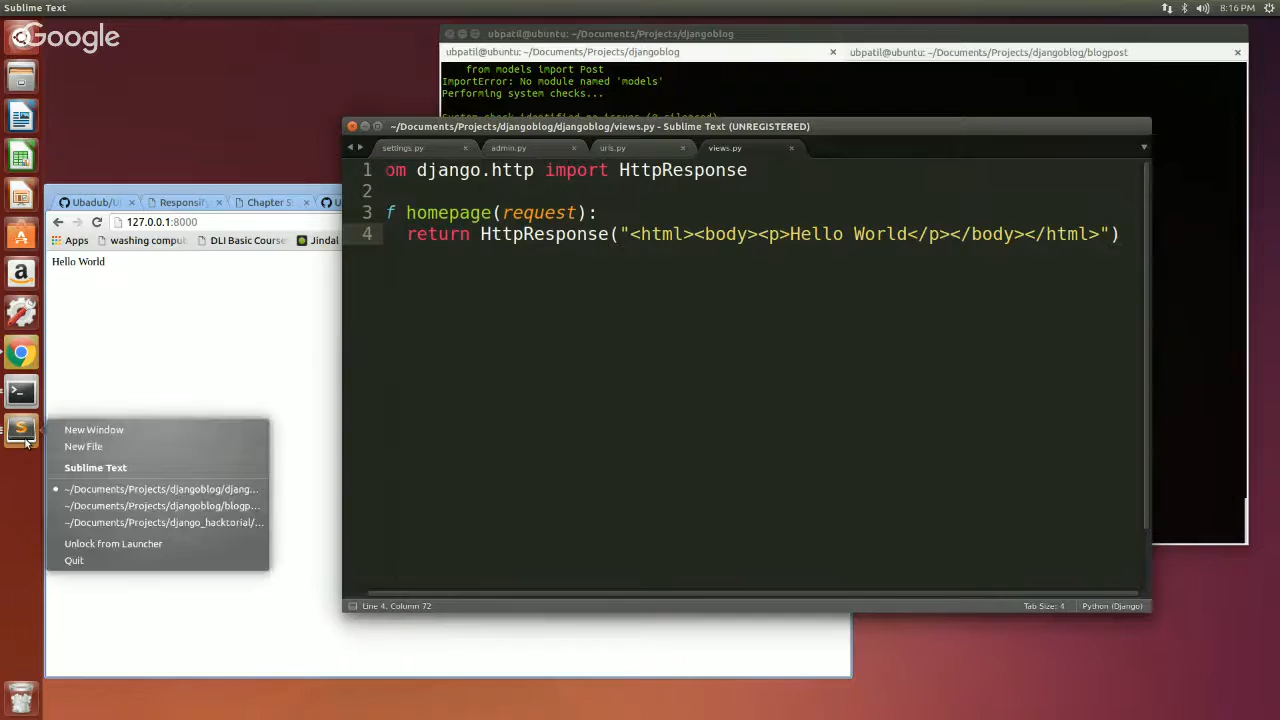 Sublime Text
8:16 PM
Google
ubpatil@ubuntu: ~/Documents/Projects/djangoblog
ubpatil@ubuntu: ~/Documents/Projects/djangoblog
ubpatil@ubuntu: ~/Documents/Projects/djangoblog/blogpost
from models import Post
ImportError: No module named 'models'
Performing system checks...
~/Documents/Projects/djangoblog/djangoblog/views.py - Sublime Text (UNREGISTERED)
settings.py
admin.py
urls.py
views.py
1 om django.http import HttpResponse
2
3 f homepage(request):
4 return HttpResponse("<html><body><p>Hello World</p></body></html>")
Line 4, Column 72
Tab Size: 4
Python (Django)
Ubadub/
Responsif
Chapter 5:
127.0.0.1:8000
Apps
washing compu
DLI Basic Course
Jindal
Hello World
New Window
New File
Sublime Text
~/Documents/Projects/djangoblog/djang...
~/Documents/Projects/djangoblog/blogp...
~/Documents/Projects/django_hacktorial/...
Unlock from Launcher
Quit